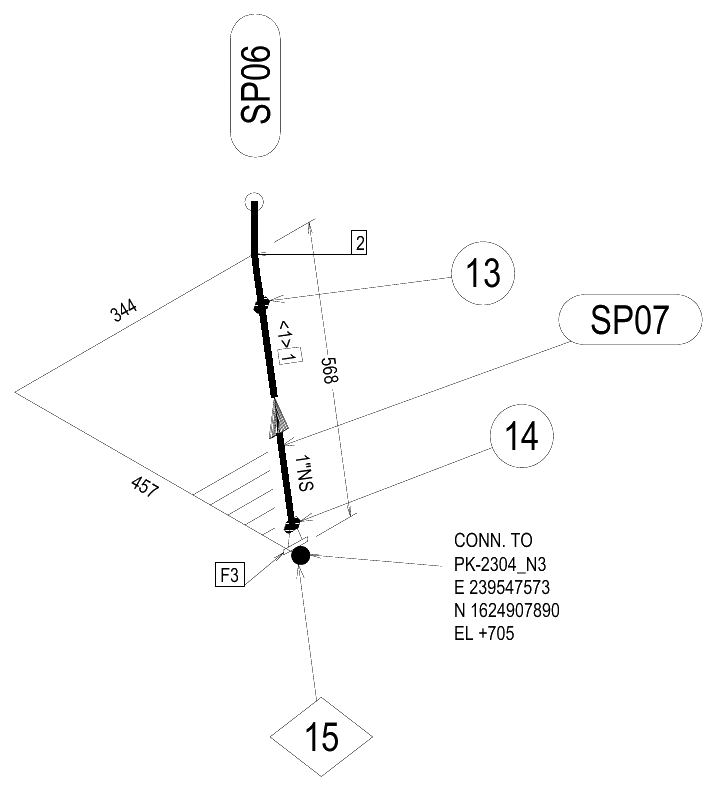 SP06
2
13
344
SP07
<1> 1
568
14
457
1"NS
CONN. TO
PK-2304_N3
E 239547573
N 1624907890
EL +705
F3
15